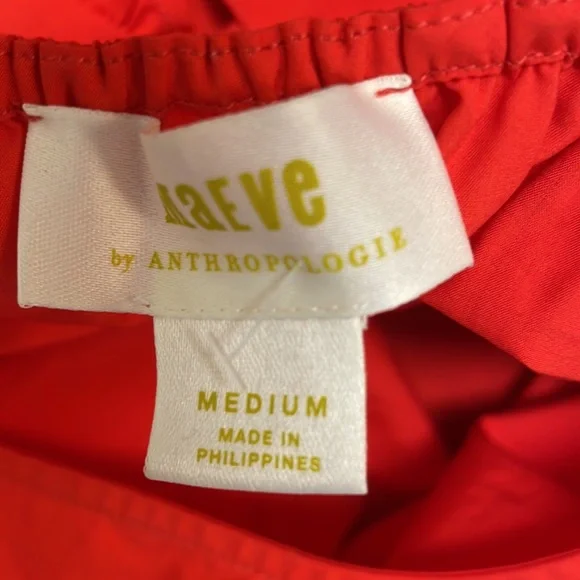 MaEve
by ANTHROPOLOGIE
MEDIUM
MADE IN
PHILIPPINES